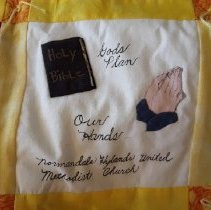 Holy
Bible
Gods
Plan
Our
Hands
Normandale Hylands United
Methodist Church